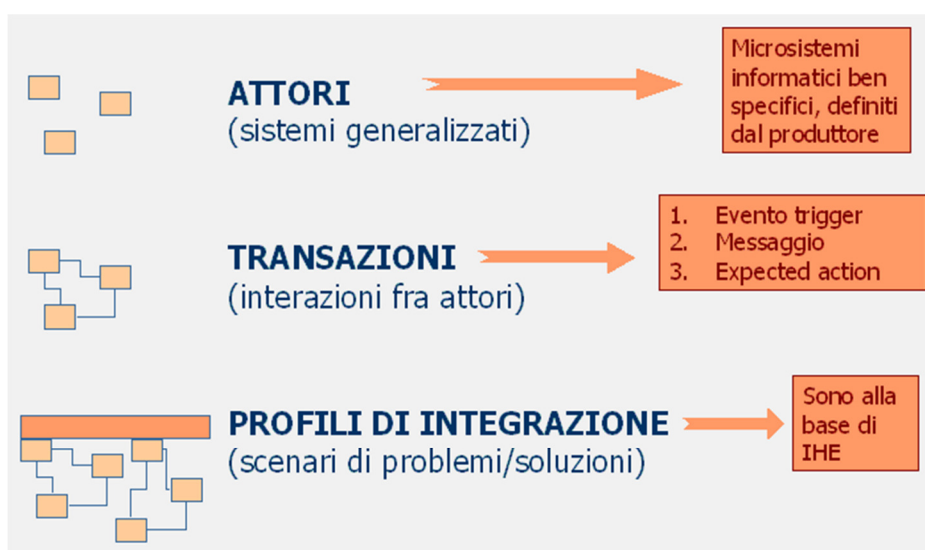 ATTORI
(sistemi generalizzati)
Microsistemi
informatici ben
specifici, definiti
dal produttore
TRANSAZIONI
(interazioni fra attori)
1. Evento trigger
2. Messaggio
3. Expected action
PROFILI DI INTEGRAZIONE
(scenari di problemi/soluzioni)
Sono alla
base di
IHE